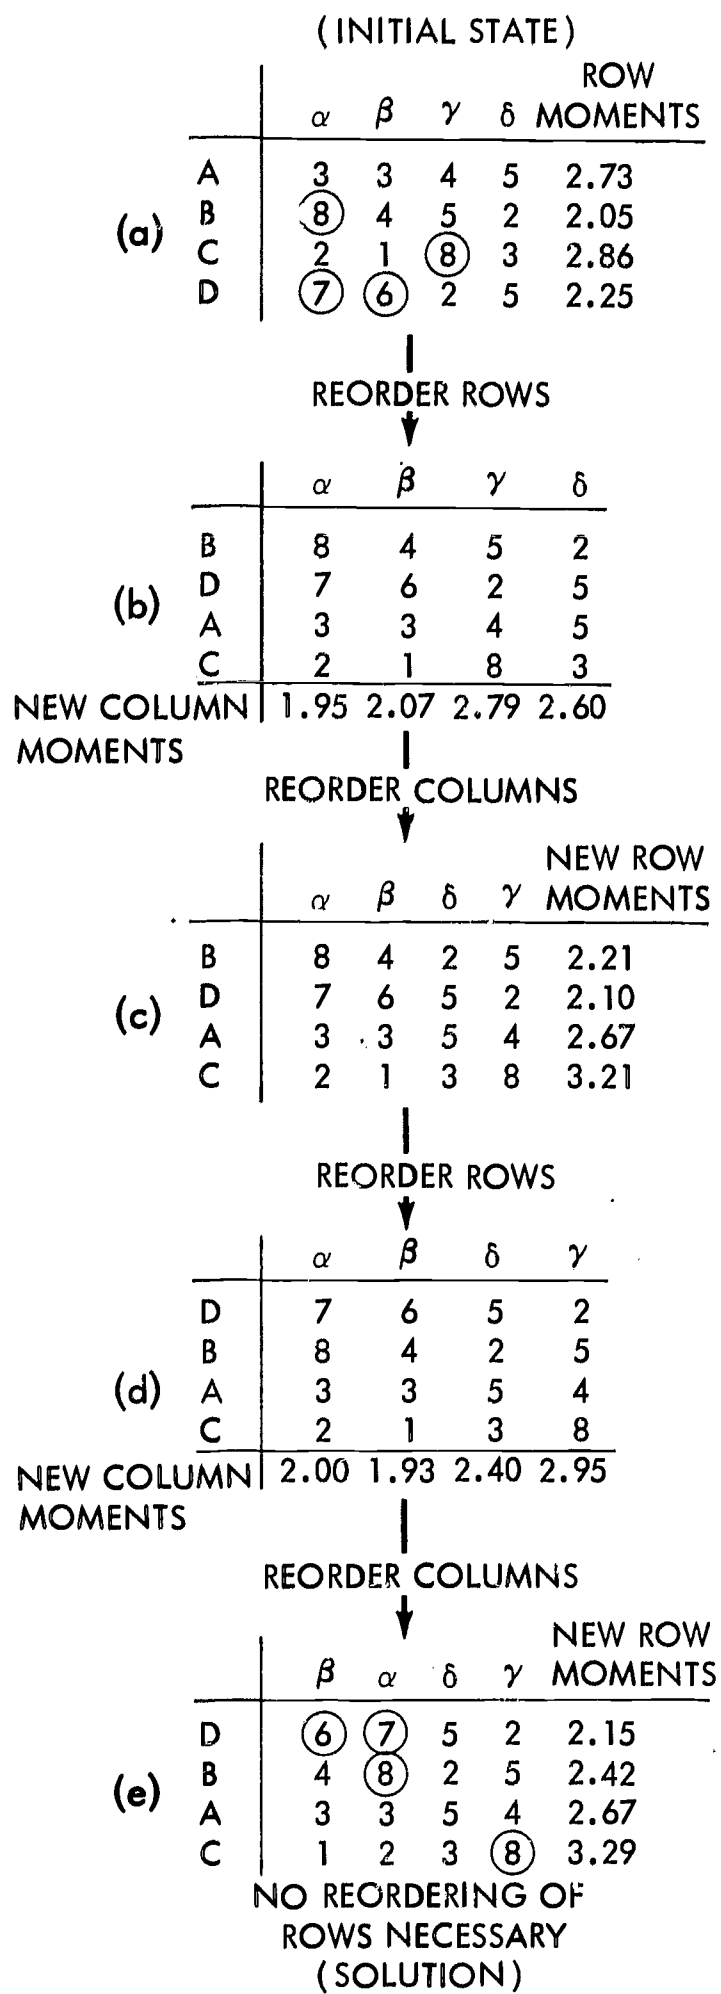 (INITIAL STATE)
ROW
α β γ δ MOMENTS
A 3 3 4 5 2.73
B 8 4 5 2 2.05
(a)
C 2 1 8 3 2.86
D 7 6 2 5 2.25
REORDER ROWS
α β γ δ
B 8 4 5 2
D 7 6 2 5
(b)
A 3 3 4 5
C 2 1 8 3
NEW COLUMN 1.95 2.07 2.79 2.60
MOMENTS
REORDER COLUMNS
NEW ROW
α β δ γ MOMENTS
B 8 4 2 5 2.21
D 7 6 5 2 2.10
(c)
A 3 3 5 4 2.67
C 2 1 3 8 3.21
REORDER ROWS
α β δ γ
D 7 6 5 2
B 8 4 2 5
(d)
A 3 3 5 4
C 2 1 3 8
NEW COLUMN 2.00 1.93 2.40 2.95
MOMENTS
REORDER COLUMNS
NEW ROW
β α δ γ MOMENTS
D 6 7 5 2 2.15
B 4 8 2 5 2.42
(e)
A 3 3 5 4 2.67
C 1 2 3 8 3.29
NO REORDERING OF
ROWS NECESSARY
(SOLUTION)